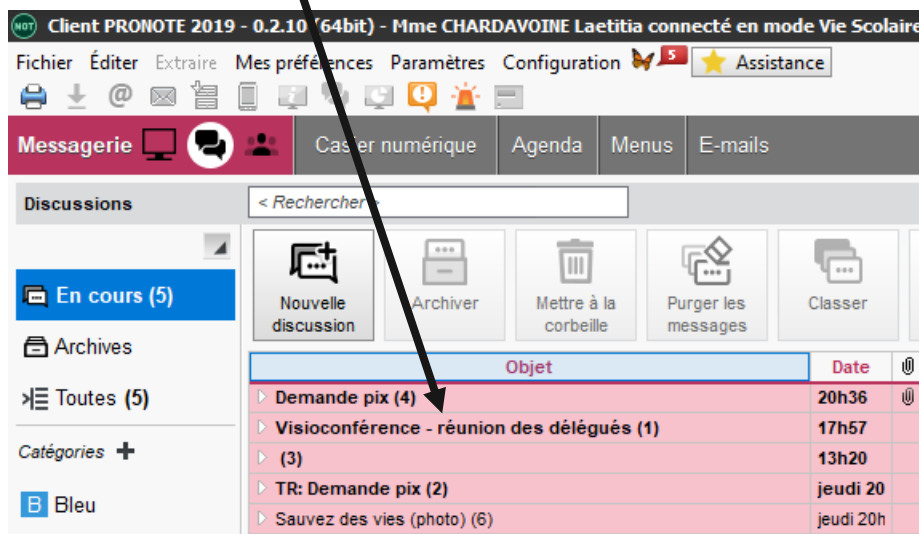 NOT Client PRONOTE 2019 - 0.2.10 (64bit) - Mme CHARDAVOINE Laetitia connecté en mode Vie Scolaire
Fichier Éditer Extraire Mes préférences Paramètres Configuration 5 Assistance
Messagerie Casier numérique Agenda Menus E-mails
Discussions < Rechercher >
En cours (5)
Nouvelle discussion
Archiver
Mettre à la corbeille
Purger les messages
Classer
Archives
Toutes (5)
Catégories
B Bleu
Objet Date
Demande pix (4) 20h36
Visioconférence - réunion des délégués (1) 17h57
(3) 13h20
TR: Demande pix (2) jeudi 20
Sauvez des vies (photo) (6) jeudi 20h